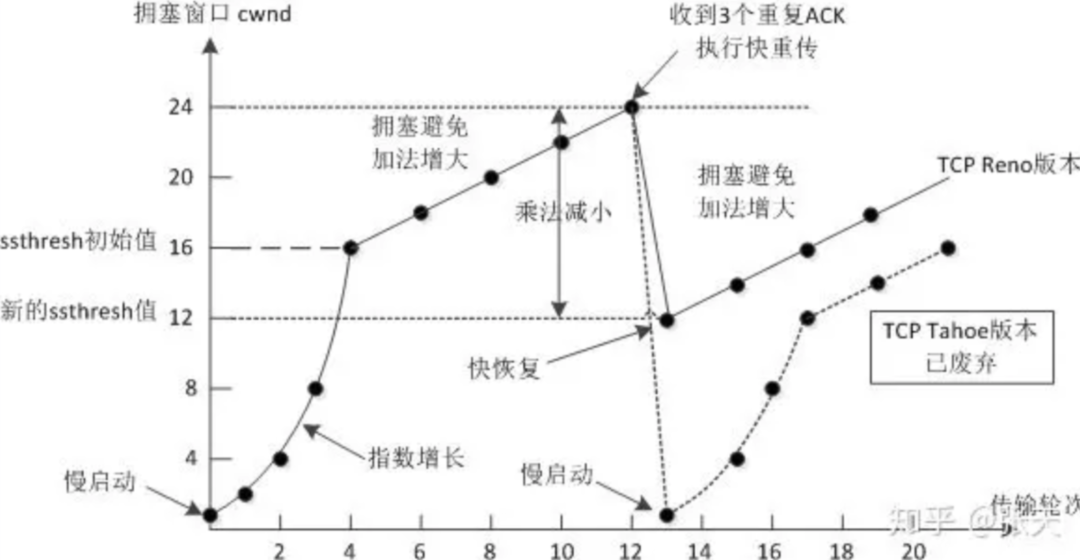 拥塞窗口 cwnd
收到3个重复ACK
执行快重传
24
拥塞避免
加法增大
20
乘法减小
拥塞避免
加法增大
TCP Reno版本
ssthresh初始值
16
新的ssthresh值
12
快恢复
TCP Tahoe版本
已废弃
8
4
指数增长
慢启动
慢启动
传输轮次
知乎
2
4
6
8
10
12
14
16
18
20